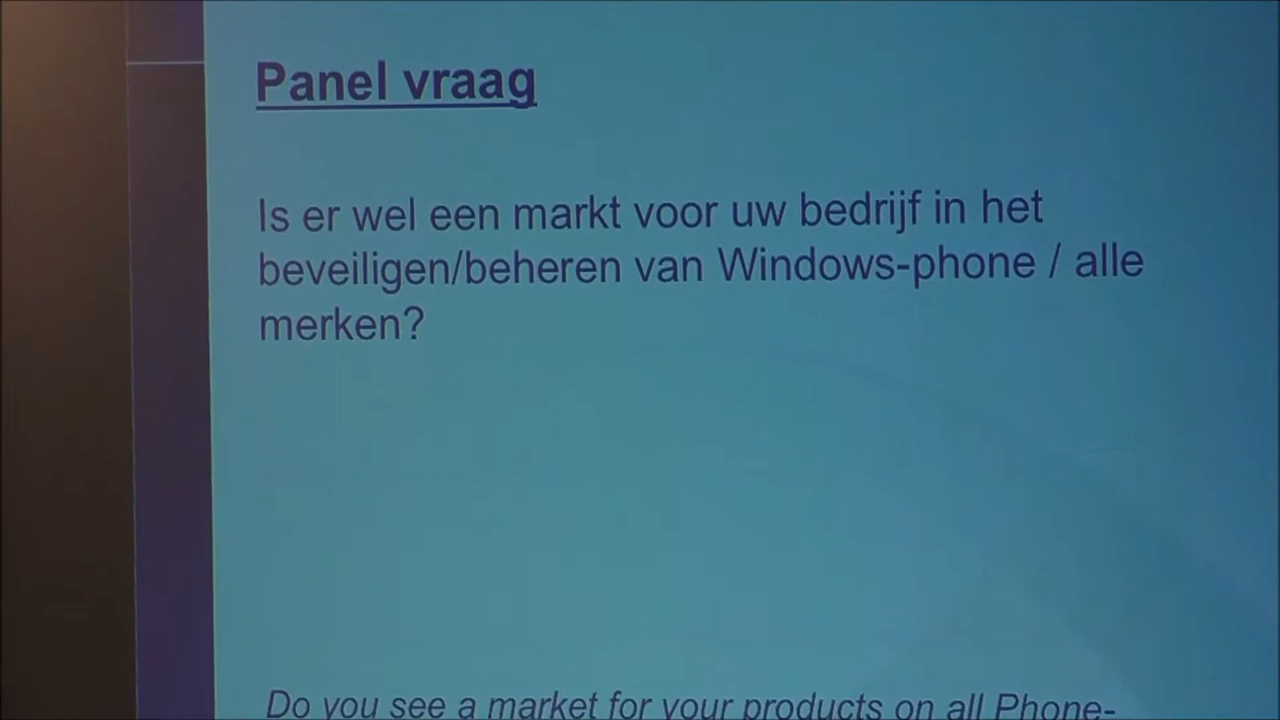 Panel vraag
Is er wel een markt voor uw bedrijf in het
beveiligen/beheren van Windows-phone / alle
merken?
Do you see a market for your products on all Phone-